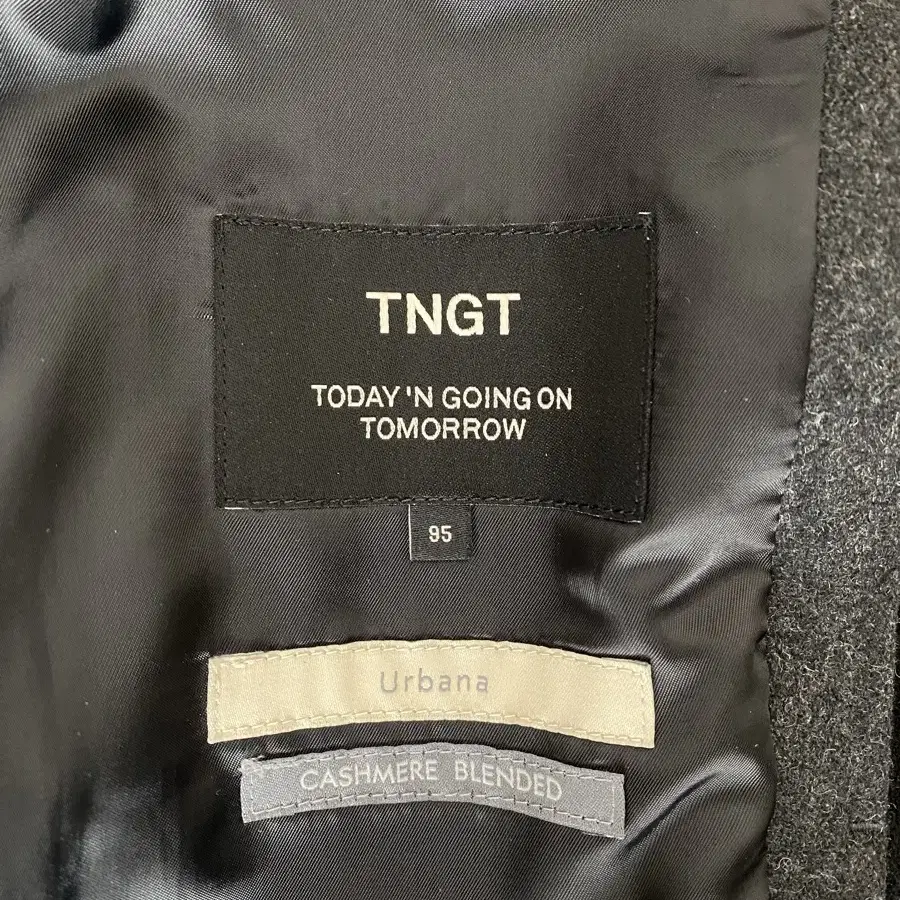 TNGT
TODAY 'N GOING ON
TOMORROW
95
Urbana
CASHMERE BLENDED